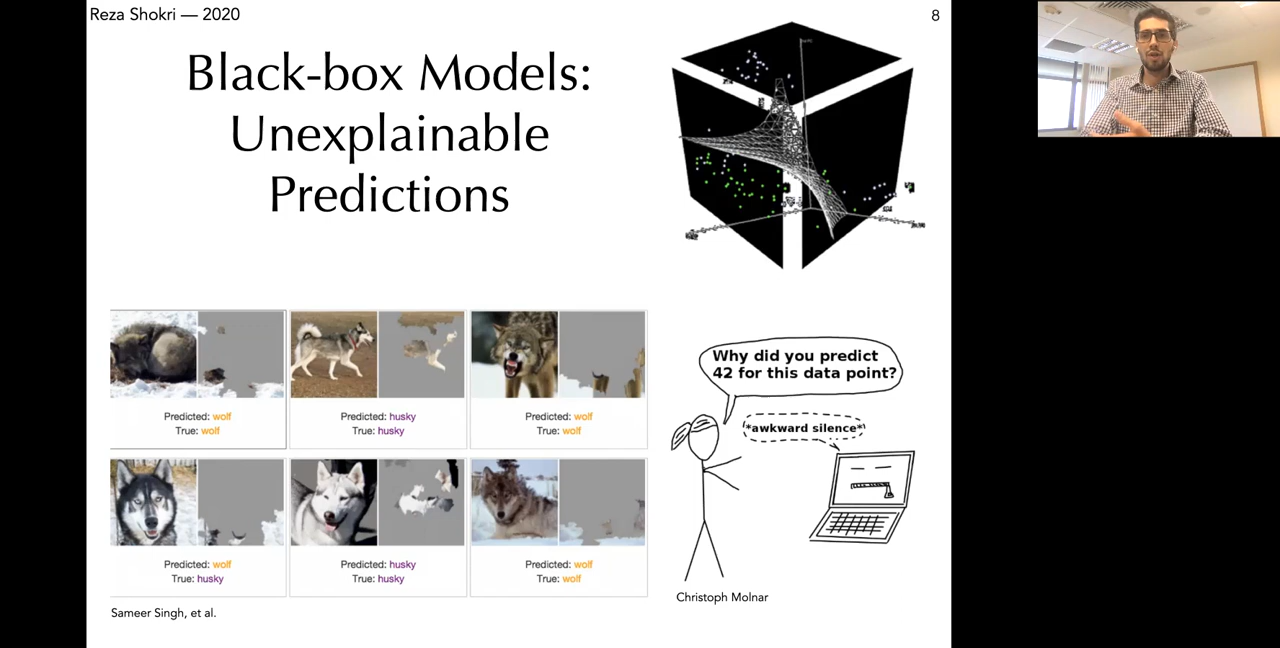 Reza Shokri — 2020
8
Black-box Models:
Unexplainable
Predictions
Predicted: wolf
True: wolf
Predicted: husky
True: husky
Predicted: wolf
True: wolf
Predicted: wolf
True: husky
Predicted: husky
True: husky
Predicted: wolf
True: wolf
Sameer Singh, et al.
Why did you predict
42 for this data point?
*awkward silence*
Christoph Molnar